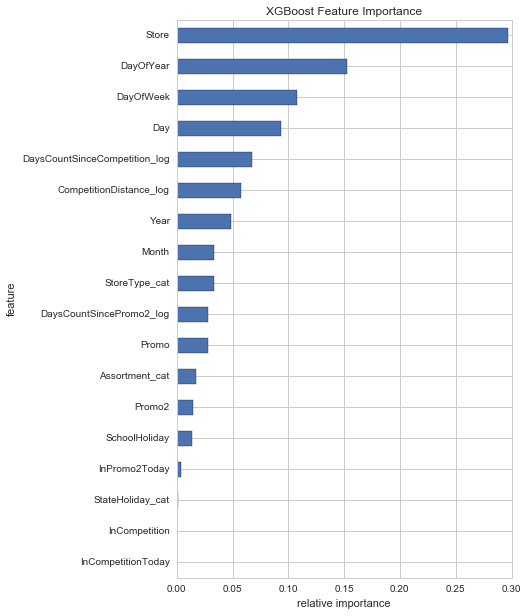 XGBoost Feature Importance
Store
DayOfYear
DayOfWeek
Day
DaysCountSinceCompetition_log
CompetitionDistance_log
Year
Month
StoreType_cat
DaysCountSincePromo2_log
Promo
Assortment_cat
Promo2
SchoolHoliday
InPromo2Today
StateHoliday_cat
InCompetition
InCompetitionToday
feature
0.00 0.05 0.10 0.15 0.20 0.25 0.30
relative importance